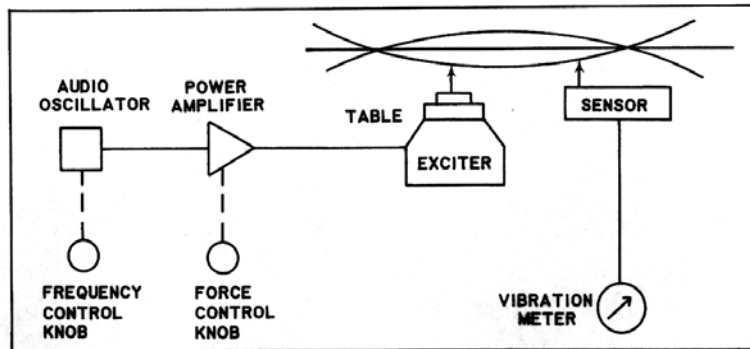 AUDIO
OSCILLATOR
POWER
AMPLIFIER
TABLE
EXCITER
SENSOR
FREQUENCY
CONTROL
KNOB
FORCE
CONTROL
KNOB
VIBRATION
METER